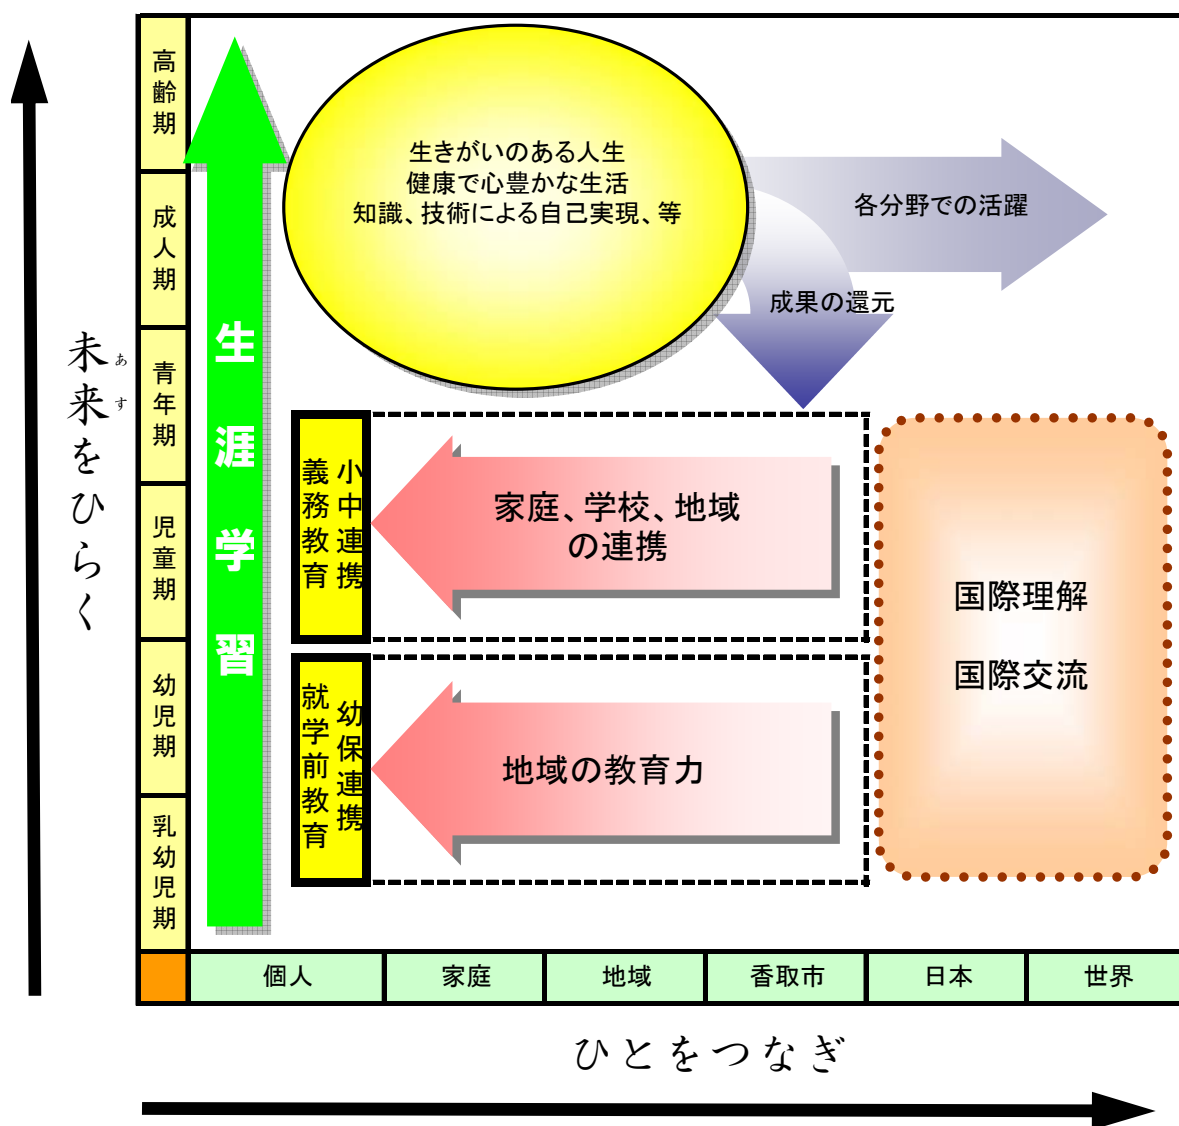 高齢期
成人期
青年期
児童期
幼児期
乳幼児期
未来をひらく
あす
生涯学習
生きがいのある人生
健康で心豊かな生活
知識、技術による自己実現、等
各分野での活躍
成果の還元
小中連携
義務教育
家庭、学校、地域
の連携
幼保連携
就学前教育
地域の教育力
国際理解
国際交流
個人
家庭
地域
香取市
日本
世界
ひとをつなぎ